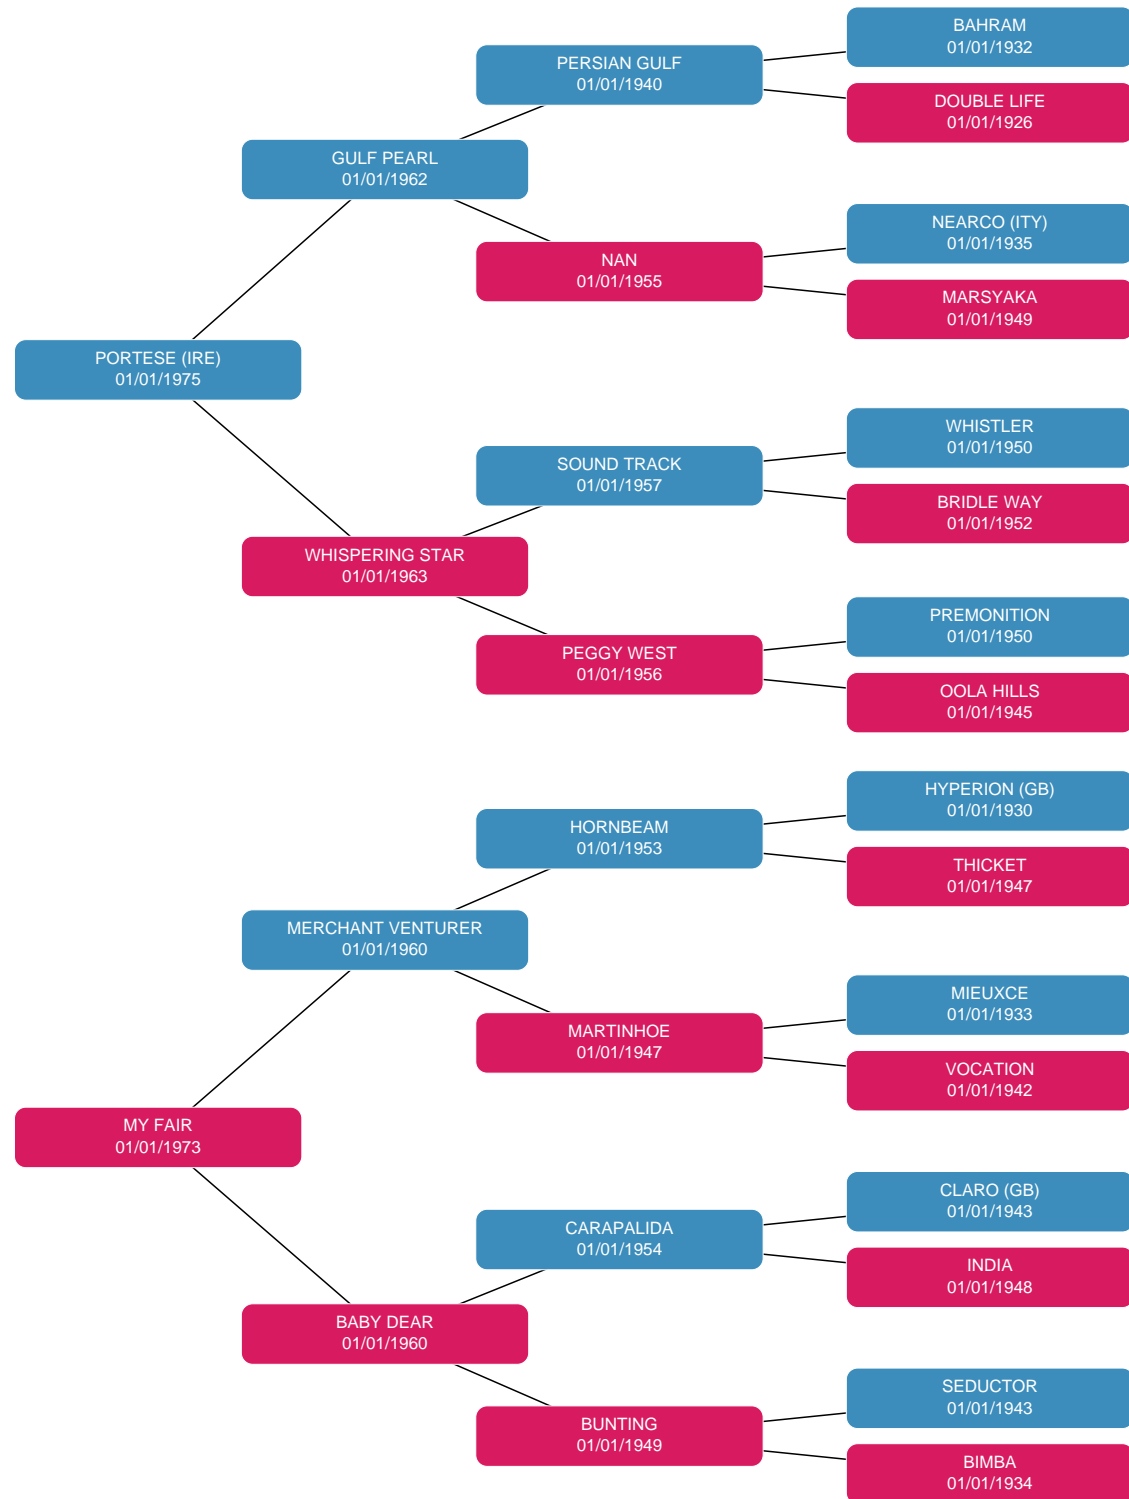 BAHRAM
01/01/1932
PERSIAN GULF
01/01/1940
DOUBLE LIFE
01/01/1926
GULF PEARL
01/01/1962
NEARCO (ITY)
01/01/1935
NAN
01/01/1955
MARSYAKA
01/01/1949
PORTESE (IRE)
01/01/1975
WHISTLER
01/01/1950
SOUND TRACK
01/01/1957
BRIDLE WAY
01/01/1952
WHISPERING STAR
01/01/1963
PREMONITION
01/01/1950
PEGGY WEST
01/01/1956
OOLA HILLS
01/01/1945
HYPERION (GB)
01/01/1930
HORNBEAM
01/01/1953
THICKET
01/01/1947
MERCHANT VENTURER
01/01/1960
MIEUXCE
01/01/1933
MARTINHOE
01/01/1947
VOCATION
01/01/1942
MY FAIR
01/01/1973
CLARO (GB)
01/01/1943
CARAPALIDA
01/01/1954
INDIA
01/01/1948
BABY DEAR
01/01/1960
SEDUCTOR
01/01/1943
BUNTING
01/01/1949
BIMBA
01/01/1934